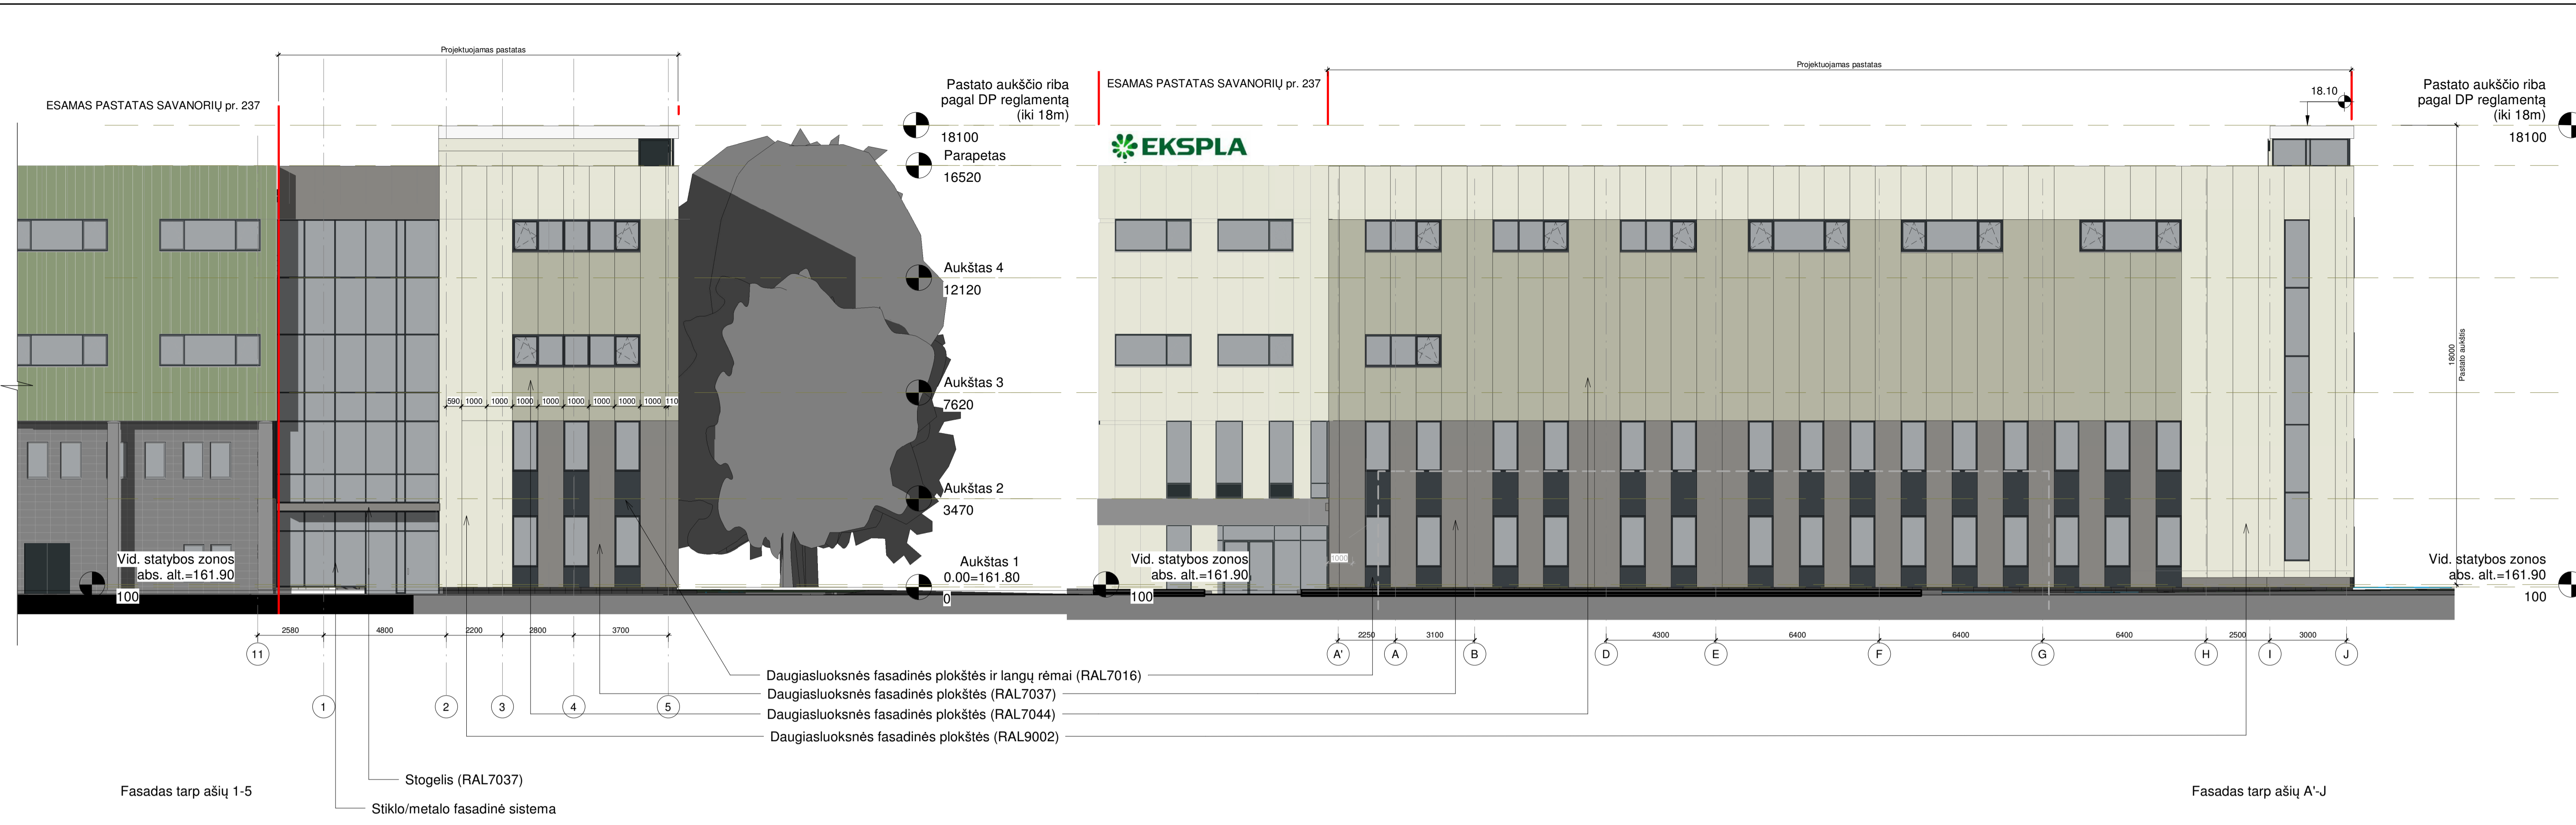 Projektuojamas pastatas
ESAMAS PASTATAS SAVANORIŲ pr. 237
Pastato aukščio riba
pagal DP reglamentą
(iki 18m)
18100
Parapetas
16520
Aukštas 4
12120
Aukštas 3
7620
Aukštas 2
3470
Aukštas 1
0.00=161.80
0
590 1000 1000 1000 1000 1000 1000 1000 1000 110
Vid. statybos zonos
abs. alt.=161.90
100
2580 4800 2200 2800 3700
11 1 2 3 4 5
Projektuojamas pastatas
ESAMAS PASTATAS SAVANORIŲ pr. 237
EKSPLA
18.10
Pastato aukščio riba
pagal DP reglamentą
(iki 18m)
18100
18000
Pastato aukštis
1000
Vid. statybos zonos
abs. alt.=161.90
100
Vid. statybos zonos
abs. alt.=161.90
100
2250 3100 4300 6400 6400 6400 2500 3000
A' A B D E F G H I J
Daugiasluoksnės fasadinės plokštės ir langų rėmai (RAL7016)
Daugiasluoksnės fasadinės plokštės (RAL7037)
Daugiasluoksnės fasadinės plokštės (RAL7044)
Daugiasluoksnės fasadinės plokštės (RAL9002)
Stogelis (RAL7037)
Stiklo/metalo fasadinė sistema
Fasadas tarp ašių 1-5
Fasadas tarp ašių A'-J